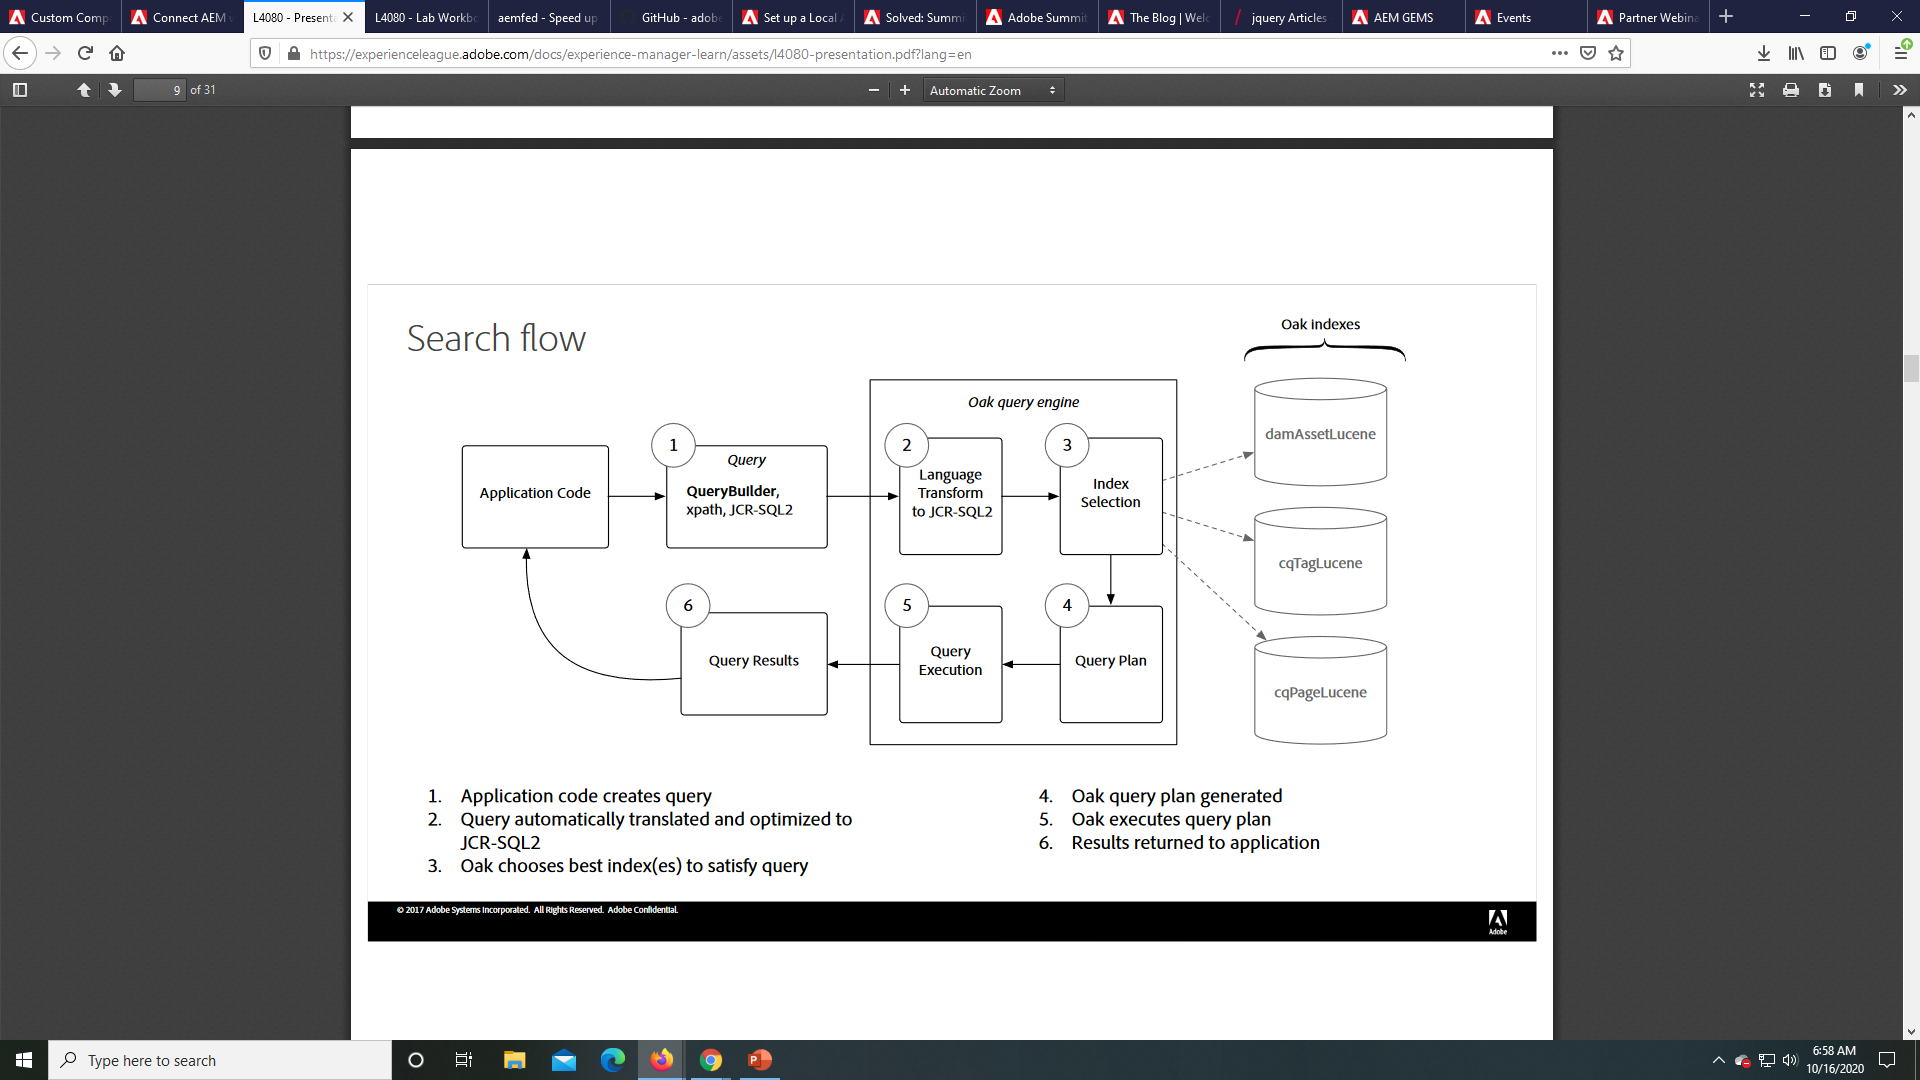 Custom Comp
Connect AEM
L4080 - Present
L4080 - Lab Workb
aemfed - Speed up
GitHub - adobe
Set up a Local
Solved: Summi
Adobe Summit
The Blog | Welc
jquery Articles
AEM GEMS
Events
Partner Webina
https://experienceleague.adobe.com/docs/experience-manager-learn/assets/l4080-presentation.pdf?lang=en
9 of 31
Automatic Zoom
Search flow
Oak indexes
Oak query engine
Application Code
1
Query
QueryBuilder,
xpath, JCR-SQL2
2
Language
Transform
to JCR-SQL2
3
Index
Selection
damAssetLucene
cqTagLucene
cqPageLucene
6
Query Results
5
Query
Execution
4
Query Plan
1. Application code creates query
2. Query automatically translated and optimized to
JCR-SQL2
3. Oak chooses best index(es) to satisfy query
4. Oak query plan generated
5. Oak executes query plan
6. Results returned to application
© 2017 Adobe Systems Incorporated. All Rights Reserved. Adobe Confidential.
Adobe
Type here to search
6:58 AM
10/16/2020